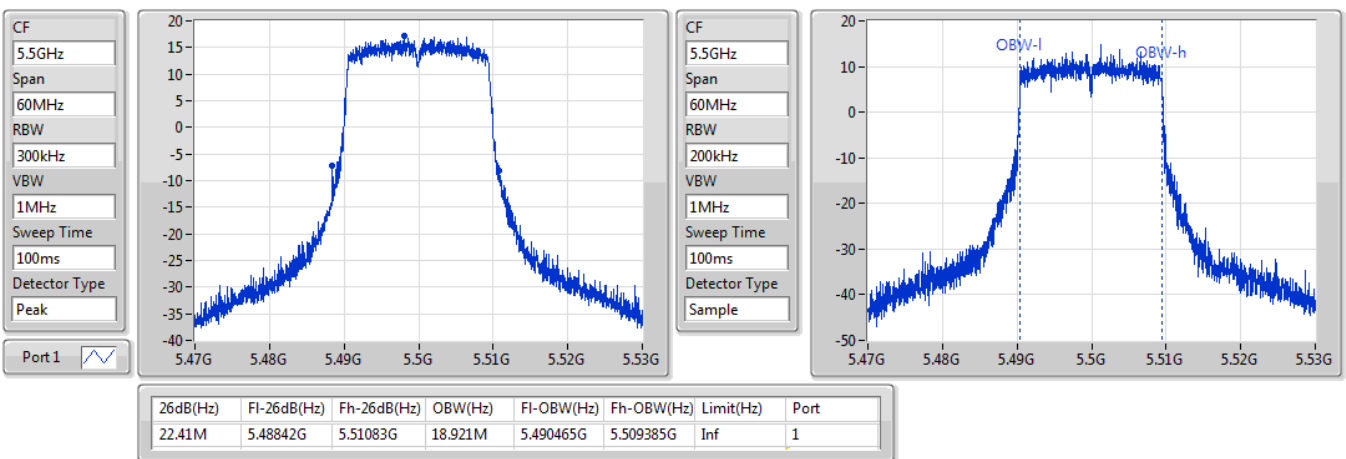 CF
5.5GHz
Span
60MHz
RBW
300kHz
VBW
1MHz
Sweep Time
100ms
Detector Type
Peak
Port 1
20
15
10
5
0
-5
-10
-15
-20
-25
-30
-35
-40
5.47G 5.48G 5.49G 5.5G 5.51G 5.52G 5.53G
CF
5.5GHz
Span
60MHz
RBW
200kHz
VBW
1MHz
Sweep Time
100ms
Detector Type
Sample
OBW-l
OBW-h
20
10
0
-10
-20
-30
-40
-50
5.47G 5.48G 5.49G 5.5G 5.51G 5.52G 5.53G
26dB(Hz) Fl-26dB(Hz) Fh-26dB(Hz) OBW(Hz) Fl-OBW(Hz) Fh-OBW(Hz) Limit(Hz) Port
22.41M 5.48842G 5.51083G 18.921M 5.490465G 5.509385G Inf 1